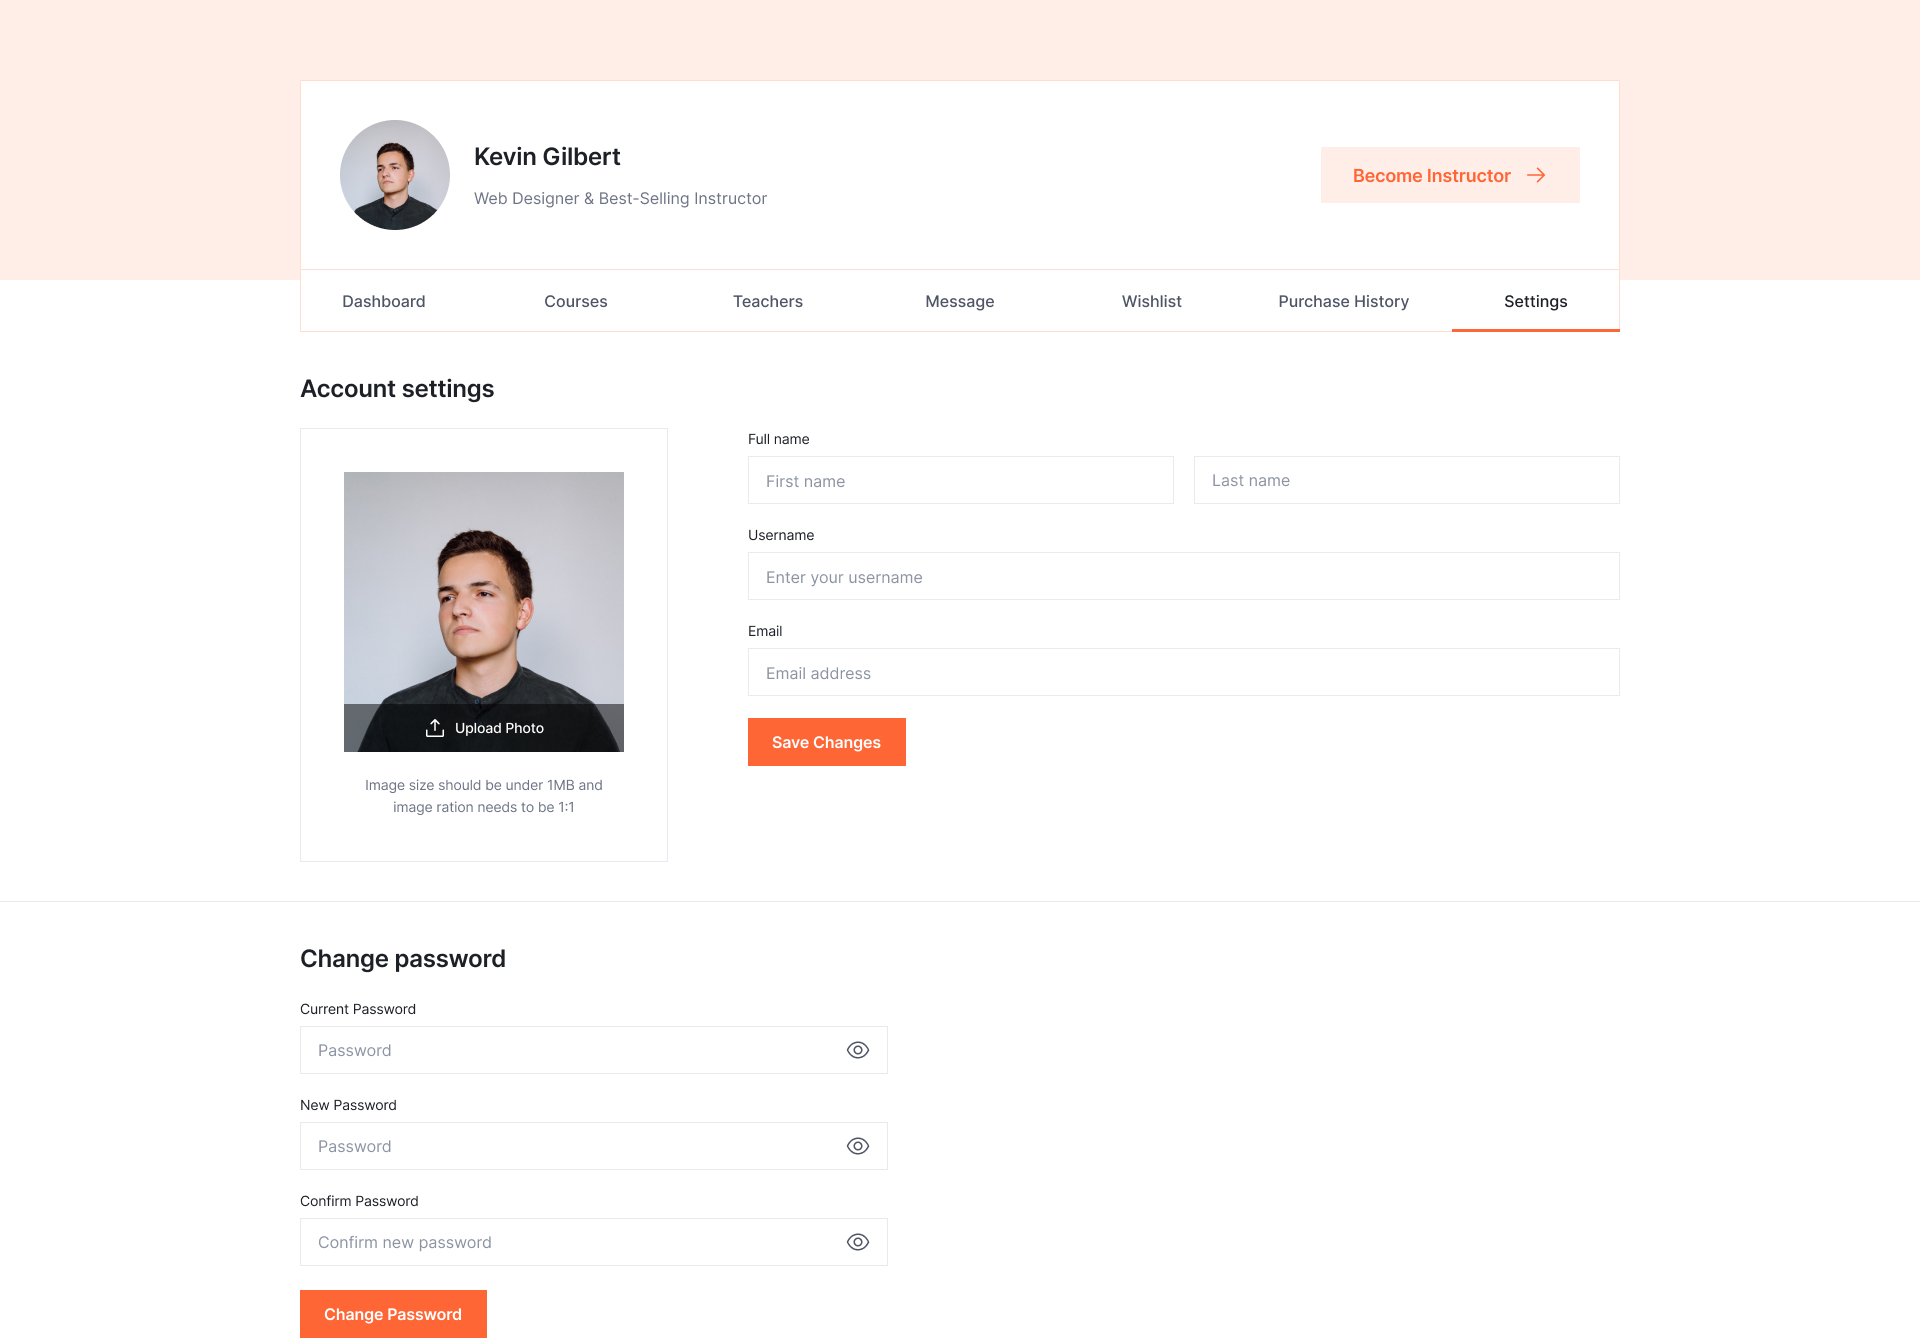 Kevin Gilbert
Web Designer & Best-Selling Instructor
Become Instructor
Dashboard
Courses
Teachers
Message
Wishlist
Purchase History
Settings
Account settings
Upload Photo
Image size should be under 1MB and
image ration needs to be 1:1
Full name
First name
Last name
Username
Enter your username
Email
Email address
Save Changes
Change password
Current Password
Password
New Password
Password
Confirm Password
Confirm new password
Change Password